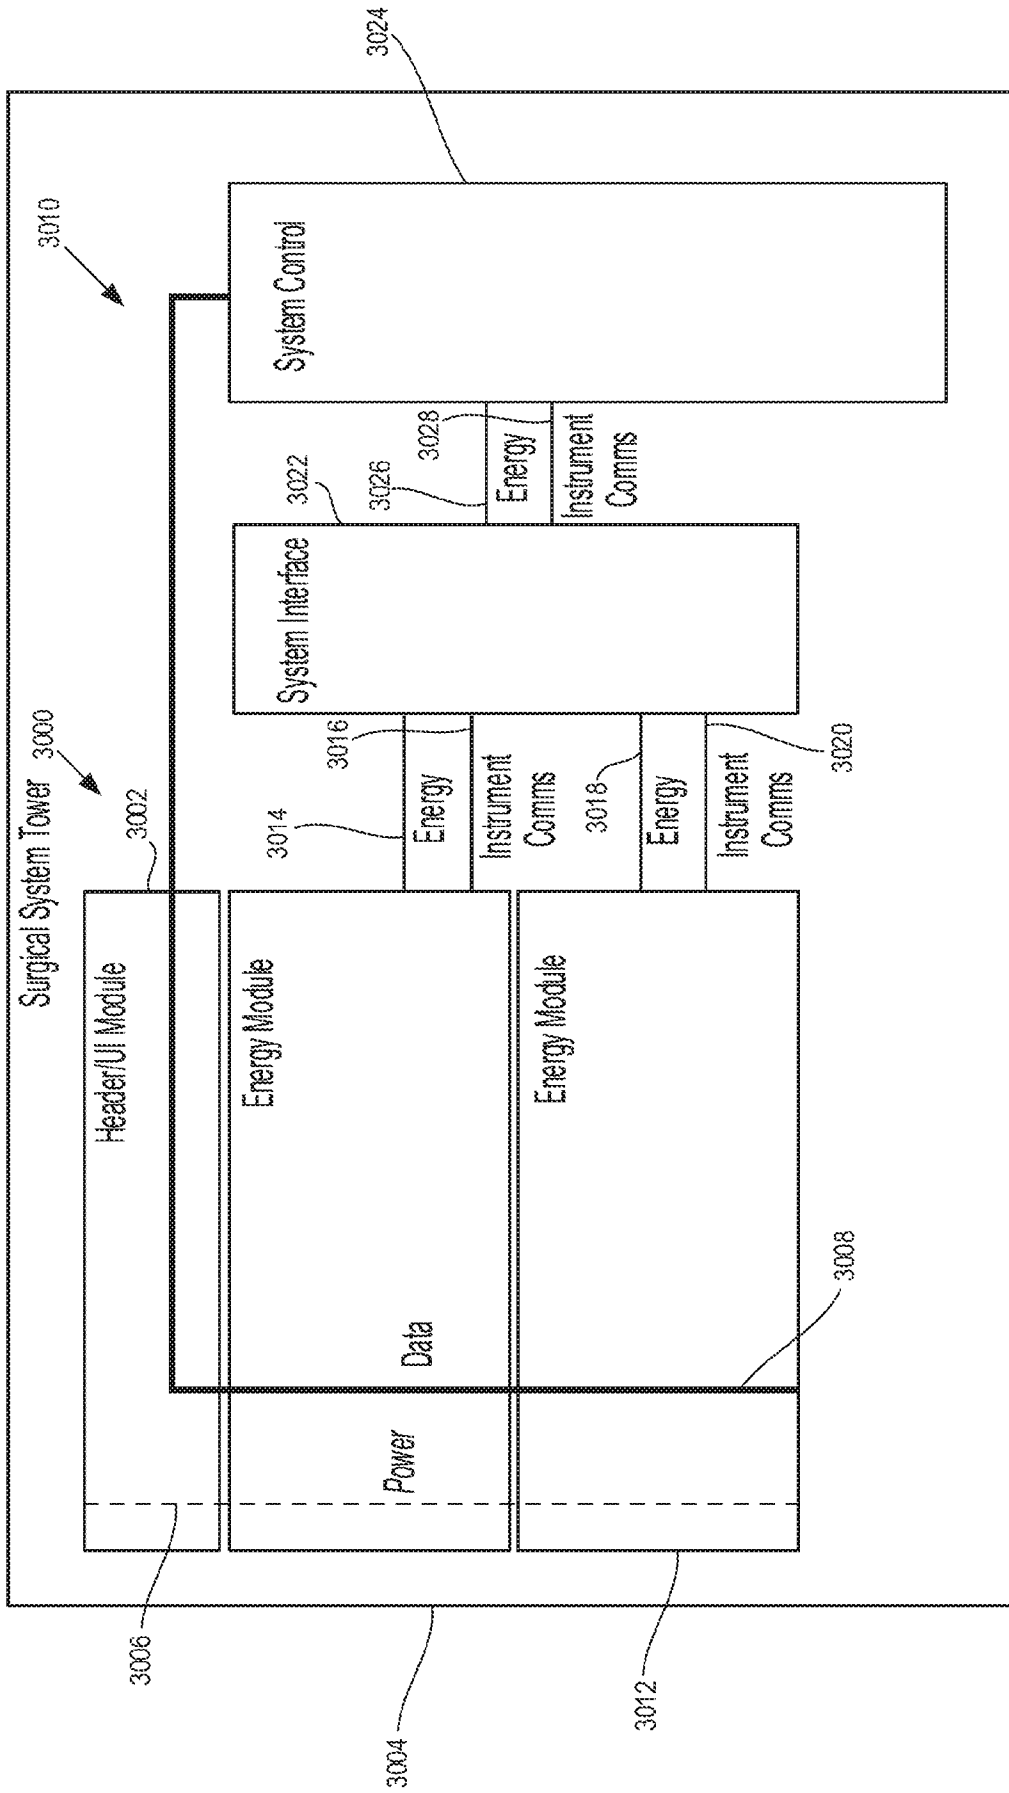 Surgical System Tower
3000
3010
3002
3024
Header/UI Module
3006
Energy Module
Power
Data
3004
3014
Energy
3016
Instrument
Comms
System Interface
3022
3026
Energy
3028
Instrument
Comms
System Control
Energy Module
3012
3008
3018
Energy
Instrument
Comms
3020